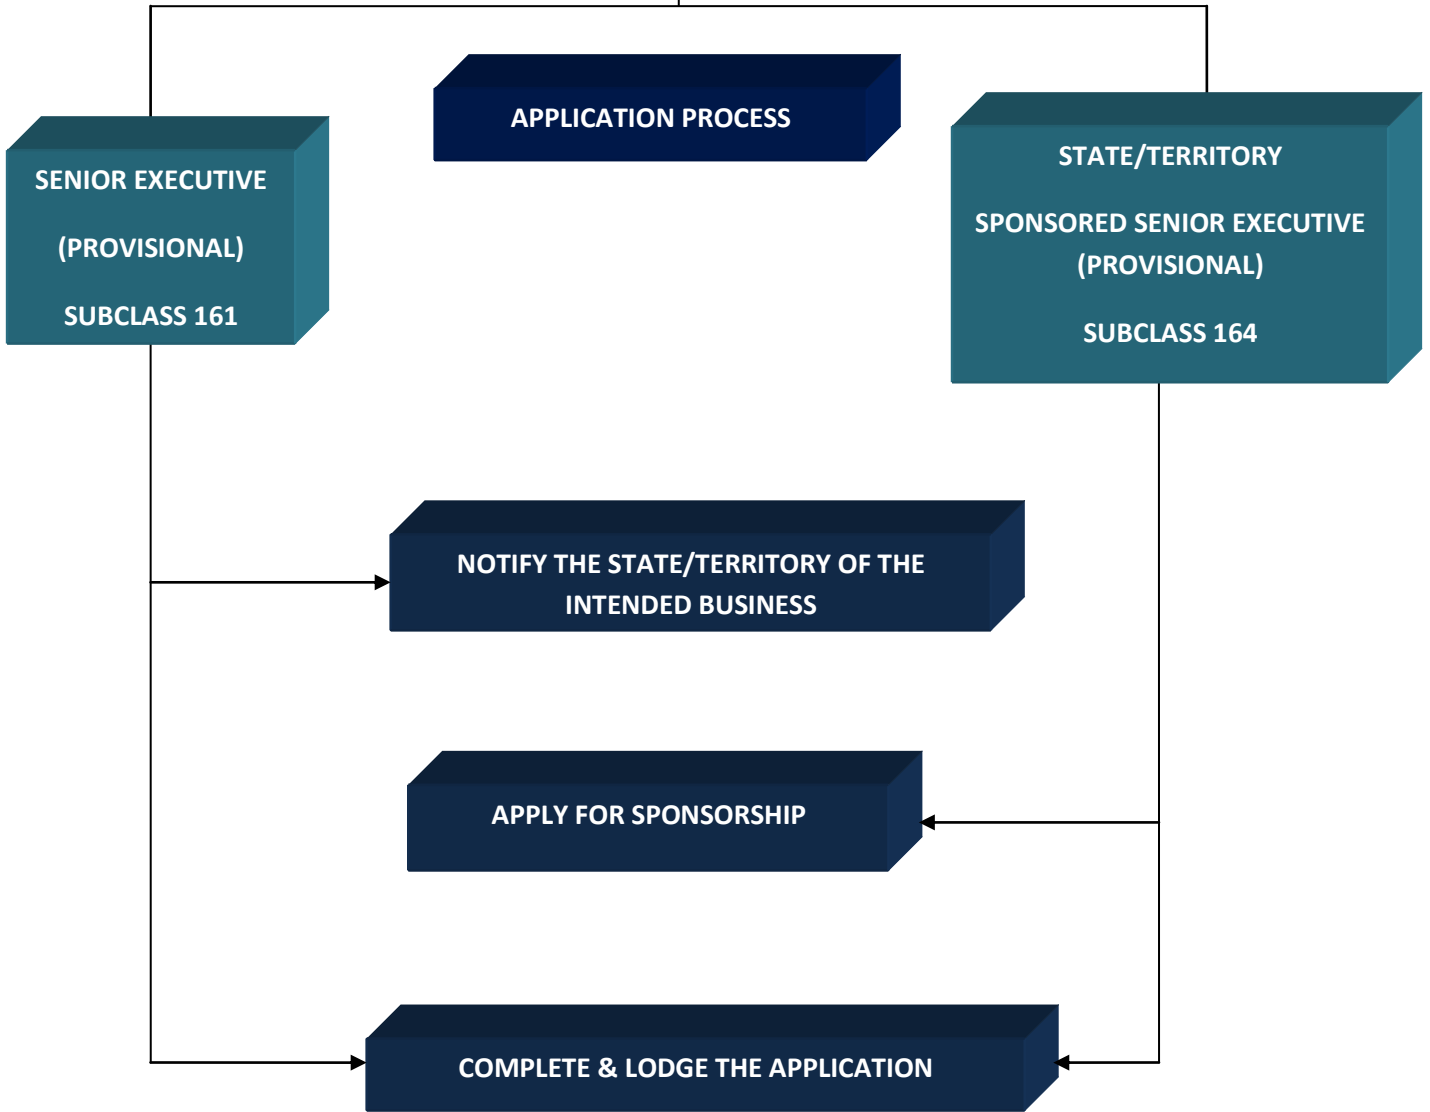 APPLICATION PROCESS
SENIOR EXECUTIVE
(PROVISIONAL)
SUBCLASS 161
STATE/TERRITORY
SPONSORED SENIOR EXECUTIVE
(PROVISIONAL)
SUBCLASS 164
NOTIFY THE STATE/TERRITORY OF THE
INTENDED BUSINESS
APPLY FOR SPONSORSHIP
COMPLETE & LODGE THE APPLICATION